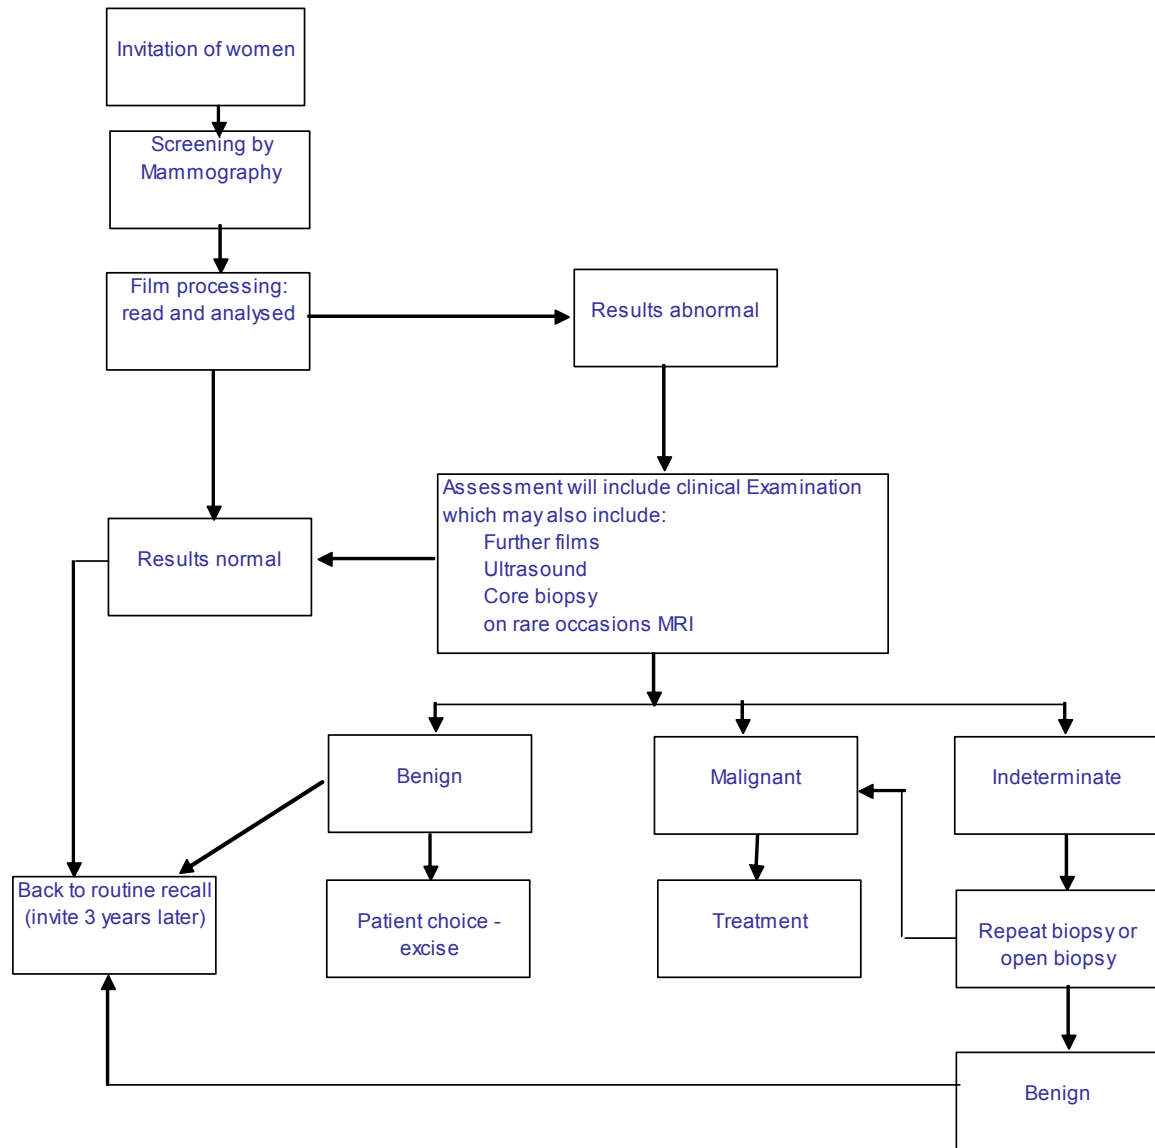 Invitation of women
Screening by
Mammography
Film processing:
read and analysed
Results abnormal
Assessment will include clinical Examination
which may also include:
Further films
Ultrasound
Core biopsy
on rare occasions MRI
Results normal
Benign
Malignant
Indeterminate
Back to routine recall
(invite 3 years later)
Patient choice -
excise
Treatment
Repeat biopsy or
open biopsy
Benign